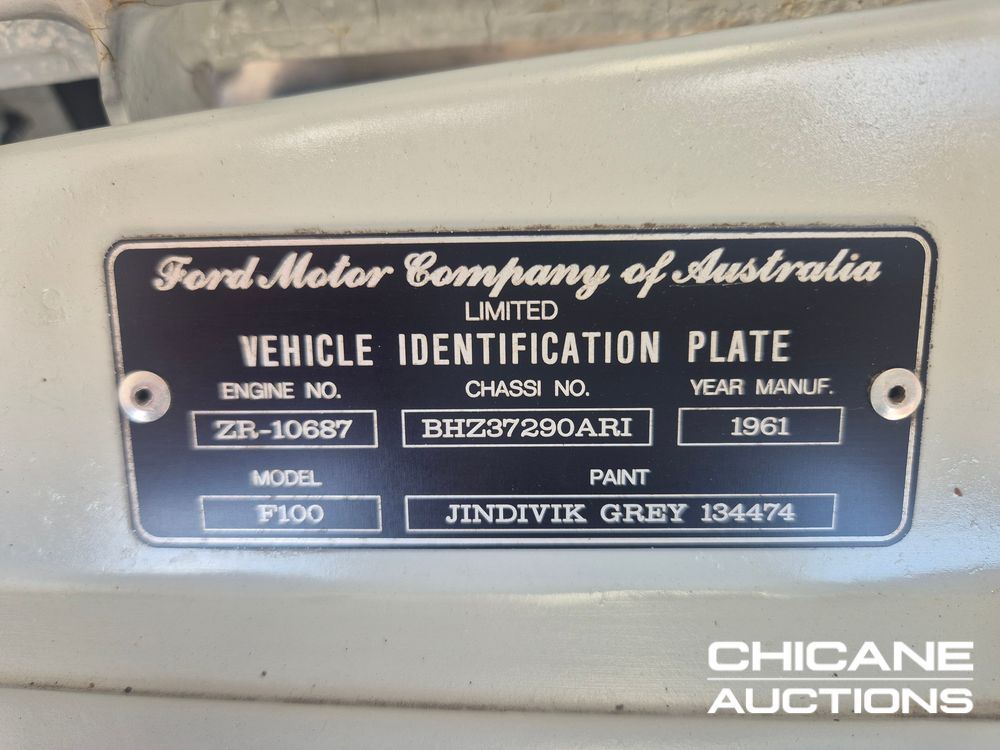 Ford Motor Company of Australia
LIMITED
VEHICLE IDENTIFICATION PLATE
ENGINE NO. CHASSI NO. YEAR MANUF.
ZR-10687 BHZ37290ARI 1961
MODEL PAINT
F100 JINDIVIK GREY 134474
CHICANE
AUCTIONS